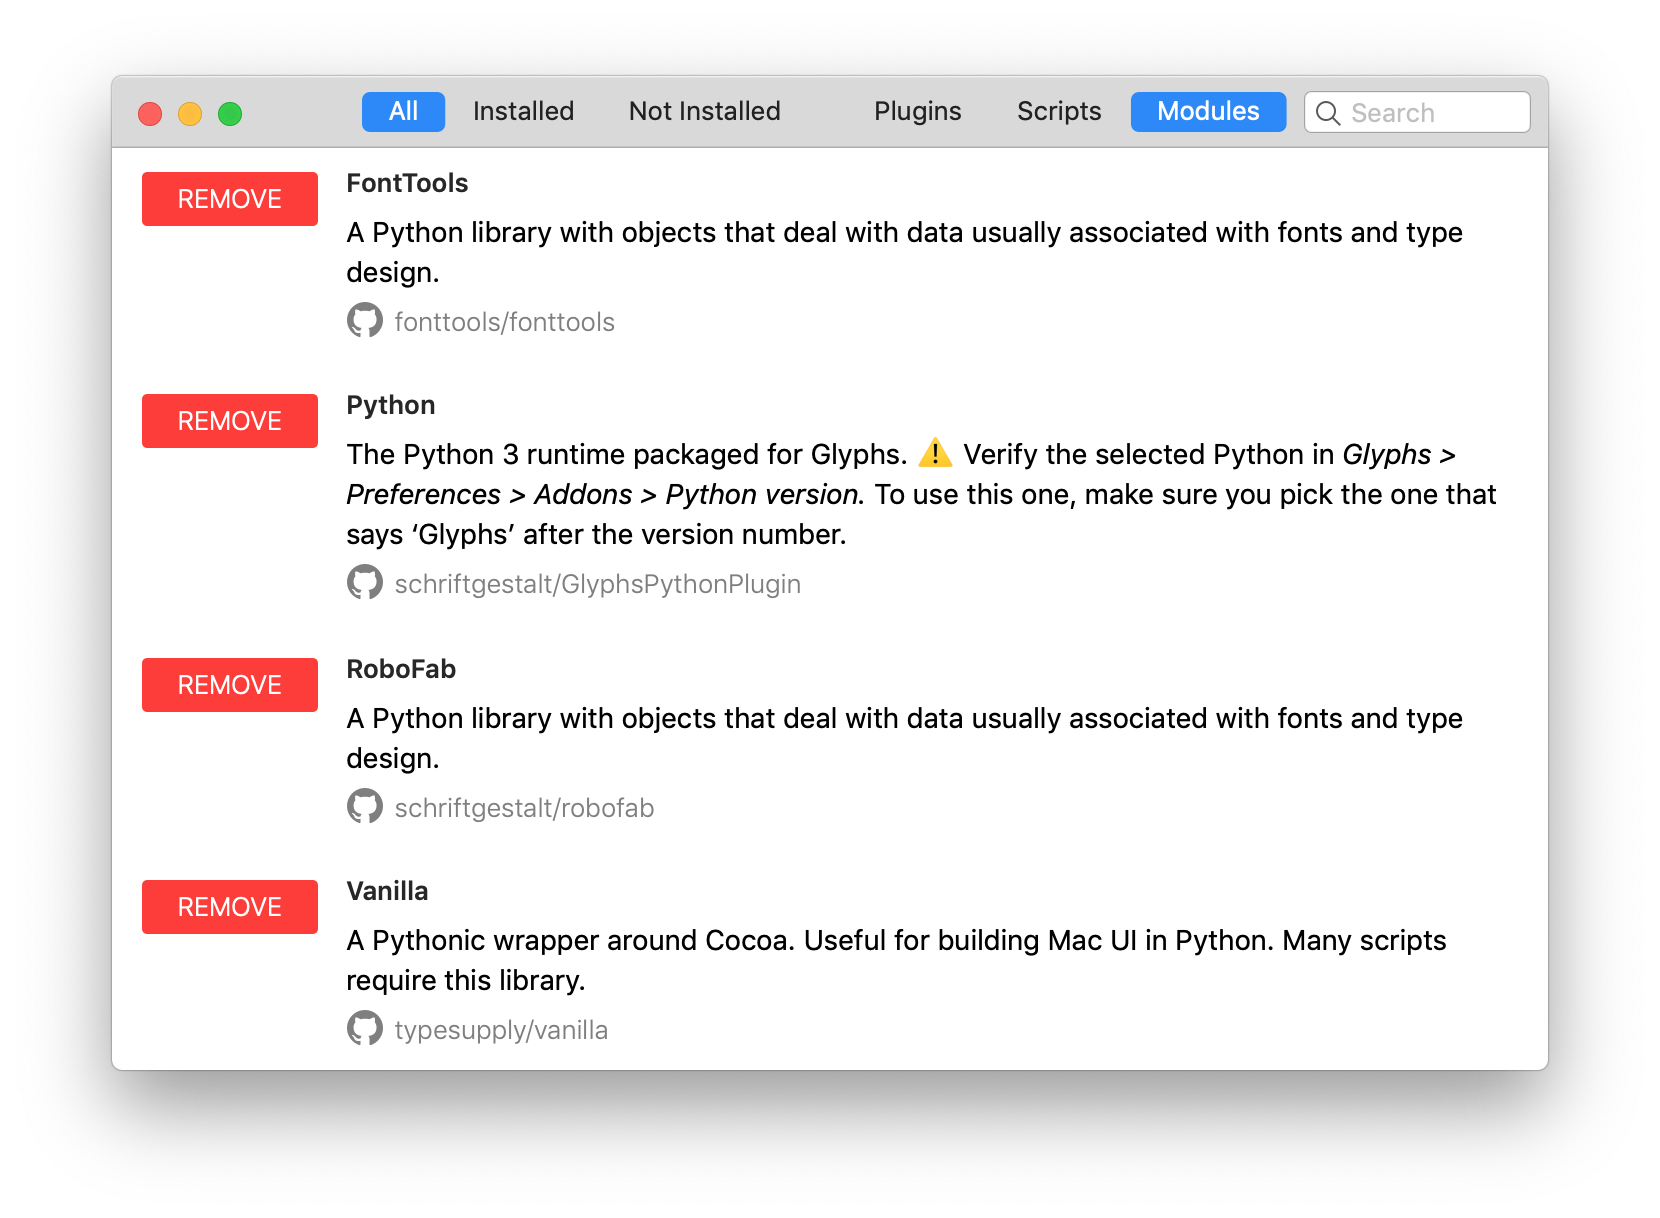 All Installed Not Installed Plugins Scripts Modules Search
REMOVE FontTools
A Python library with objects that deal with data usually associated with fonts and type
design.
fonttools/fonttools
REMOVE Python
The Python 3 runtime packaged for Glyphs. ⚠️ Verify the selected Python in Glyphs >
Preferences > Addons > Python version. To use this one, make sure you pick the one that
says ‘Glyphs’ after the version number.
schriftgestalt/GlyphsPythonPlugin
REMOVE RoboFab
A Python library with objects that deal with data usually associated with fonts and type
design.
schriftgestalt/robofab
REMOVE Vanilla
A Pythonic wrapper around Cocoa. Useful for building Mac UI in Python. Many scripts
require this library.
typesupply/vanilla